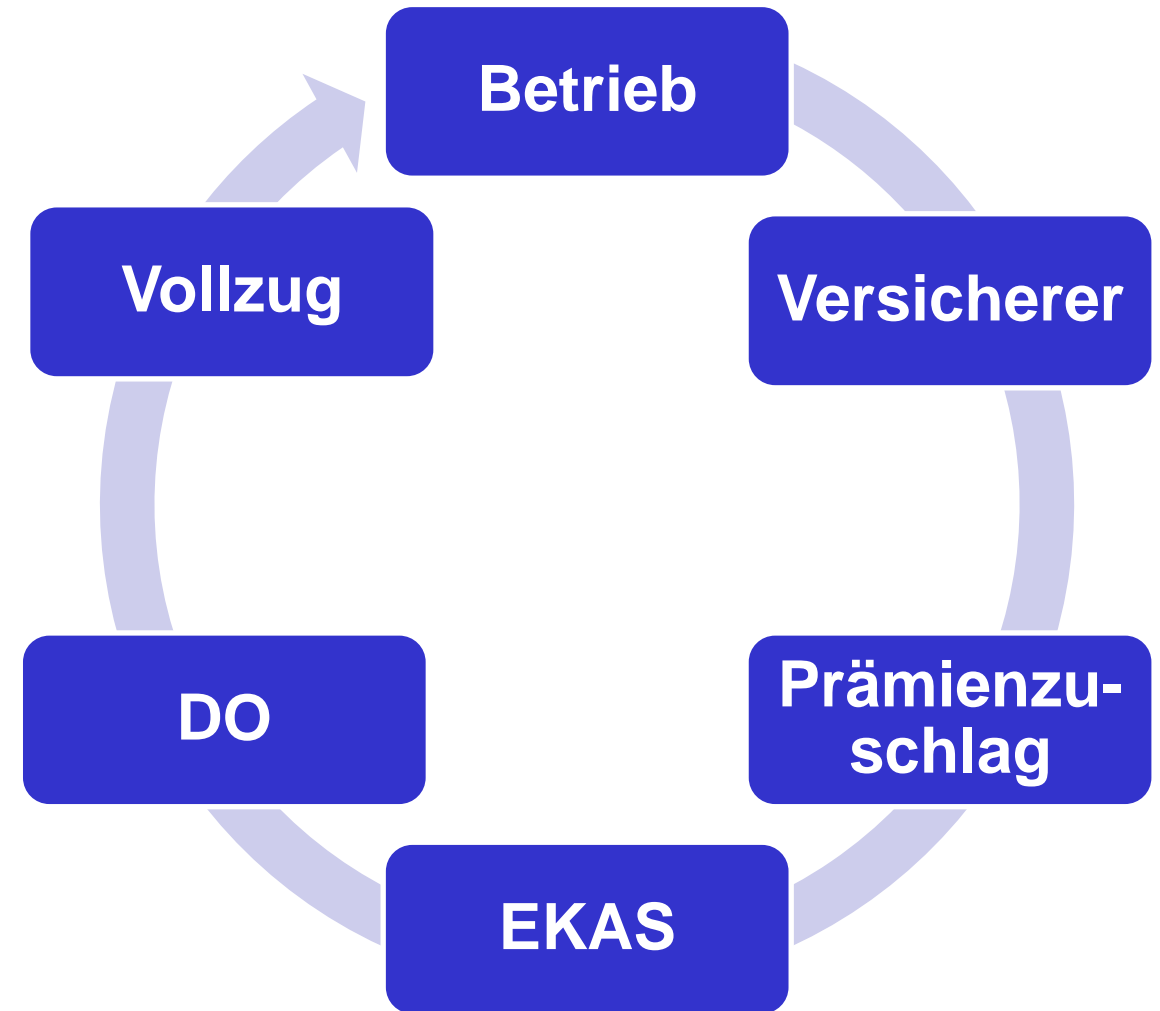 Betrieb
Versicherer
Prämienzu-
schlag
EKAS
DO
Vollzug